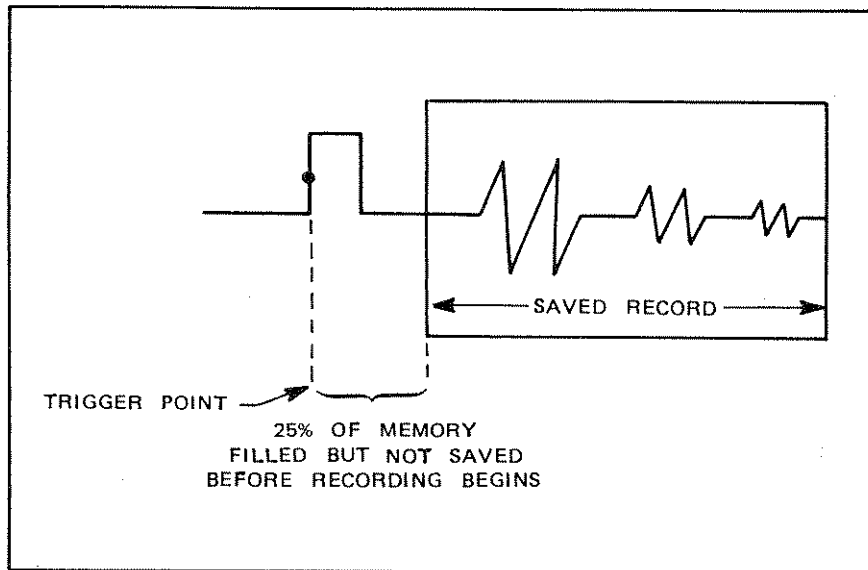 SAVED RECORD
TRIGGER POINT
25% OF MEMORY
FILLED BUT NOT SAVED
BEFORE RECORDING BEGINS